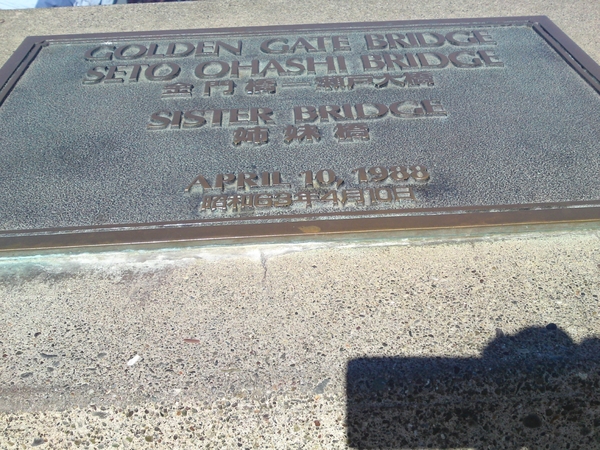 GOLDEN GATE BRIDGE
SETO OHASHI BRIDGE
金門橋－瀬戸大橋
SISTER BRIDGE
姉妹橋
APRIL 10, 1988
昭和63年4月10日